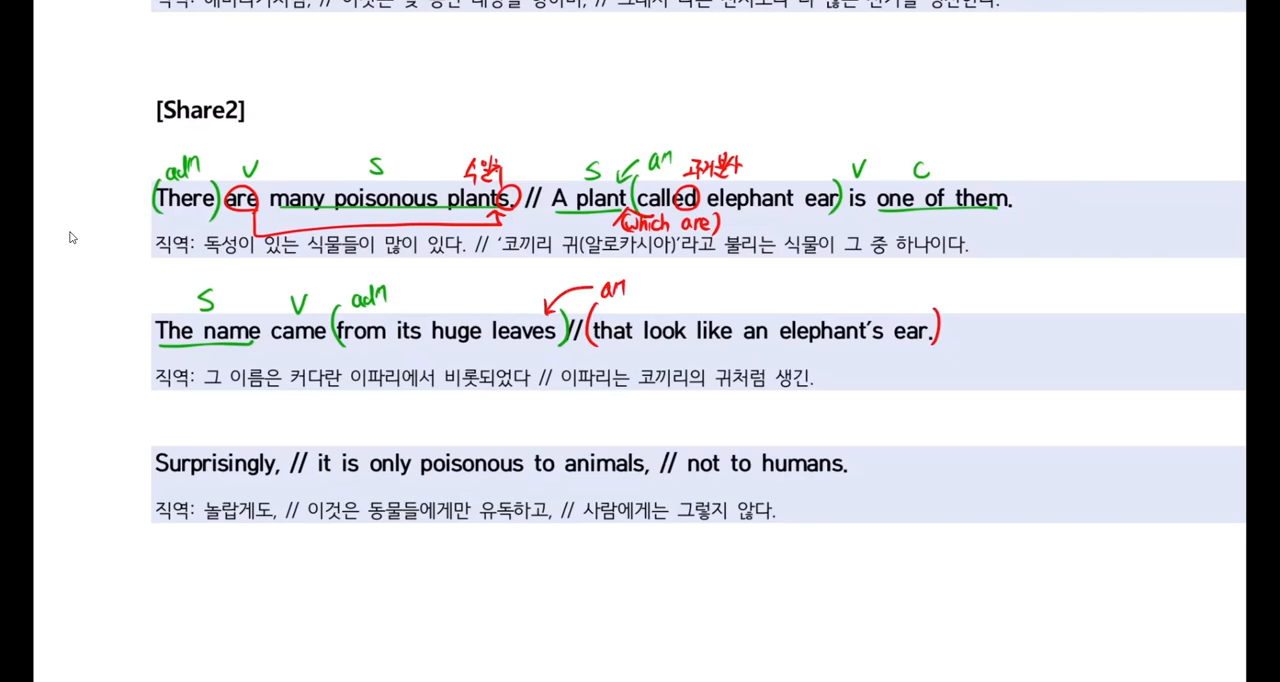 [Share2]
adv V S 수일치 S an 과거분사 V C
(There) are many poisonous plants. // A plant (called elephant ear) is one of them.
(which are)
직역: 독성이 있는 식물들이 많이 있다. // ‘코끼리 귀(알로카시아)’라고 불리는 식물이 그 중 하나이다.
S V adv an
The name came (from its huge leaves) // (that look like an elephant’s ear.)
직역: 그 이름은 커다란 이파리에서 비롯되었다 // 이파리는 코끼리의 귀처럼 생긴.
Surprisingly, // it is only poisonous to animals, // not to humans.
직역: 놀랍게도, // 이것은 동물들에게만 유독하고, // 사람에게는 그렇지 않다.